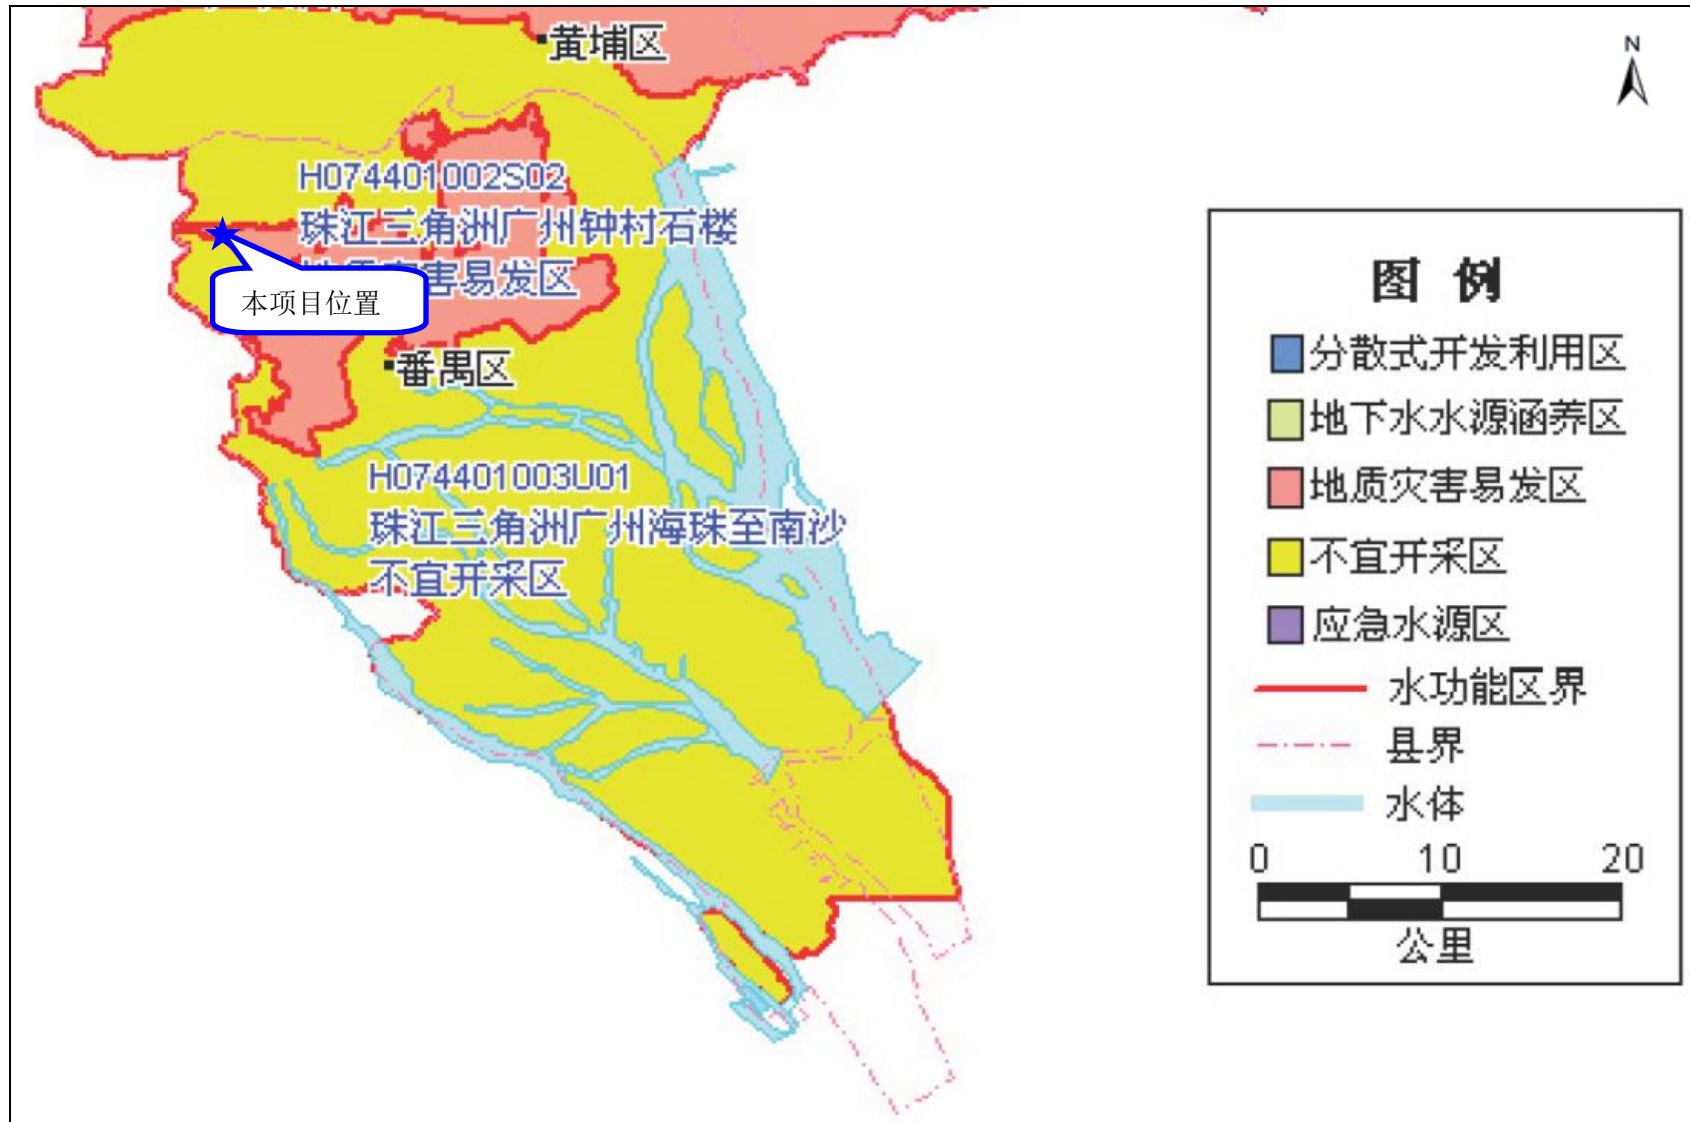 黄埔区
N
H074401002S02
珠江三角洲广州钟村石楼
地质灾害易发区
本项目位置
番禺区
H074401003U01
珠江三角洲广州海珠至南沙
不宜开采区
图 例
分散式开发利用区
地下水水源涵养区
地质灾害易发区
不宜开采区
应急水源区
水功能区界
县界
水体
0 10 20
公里